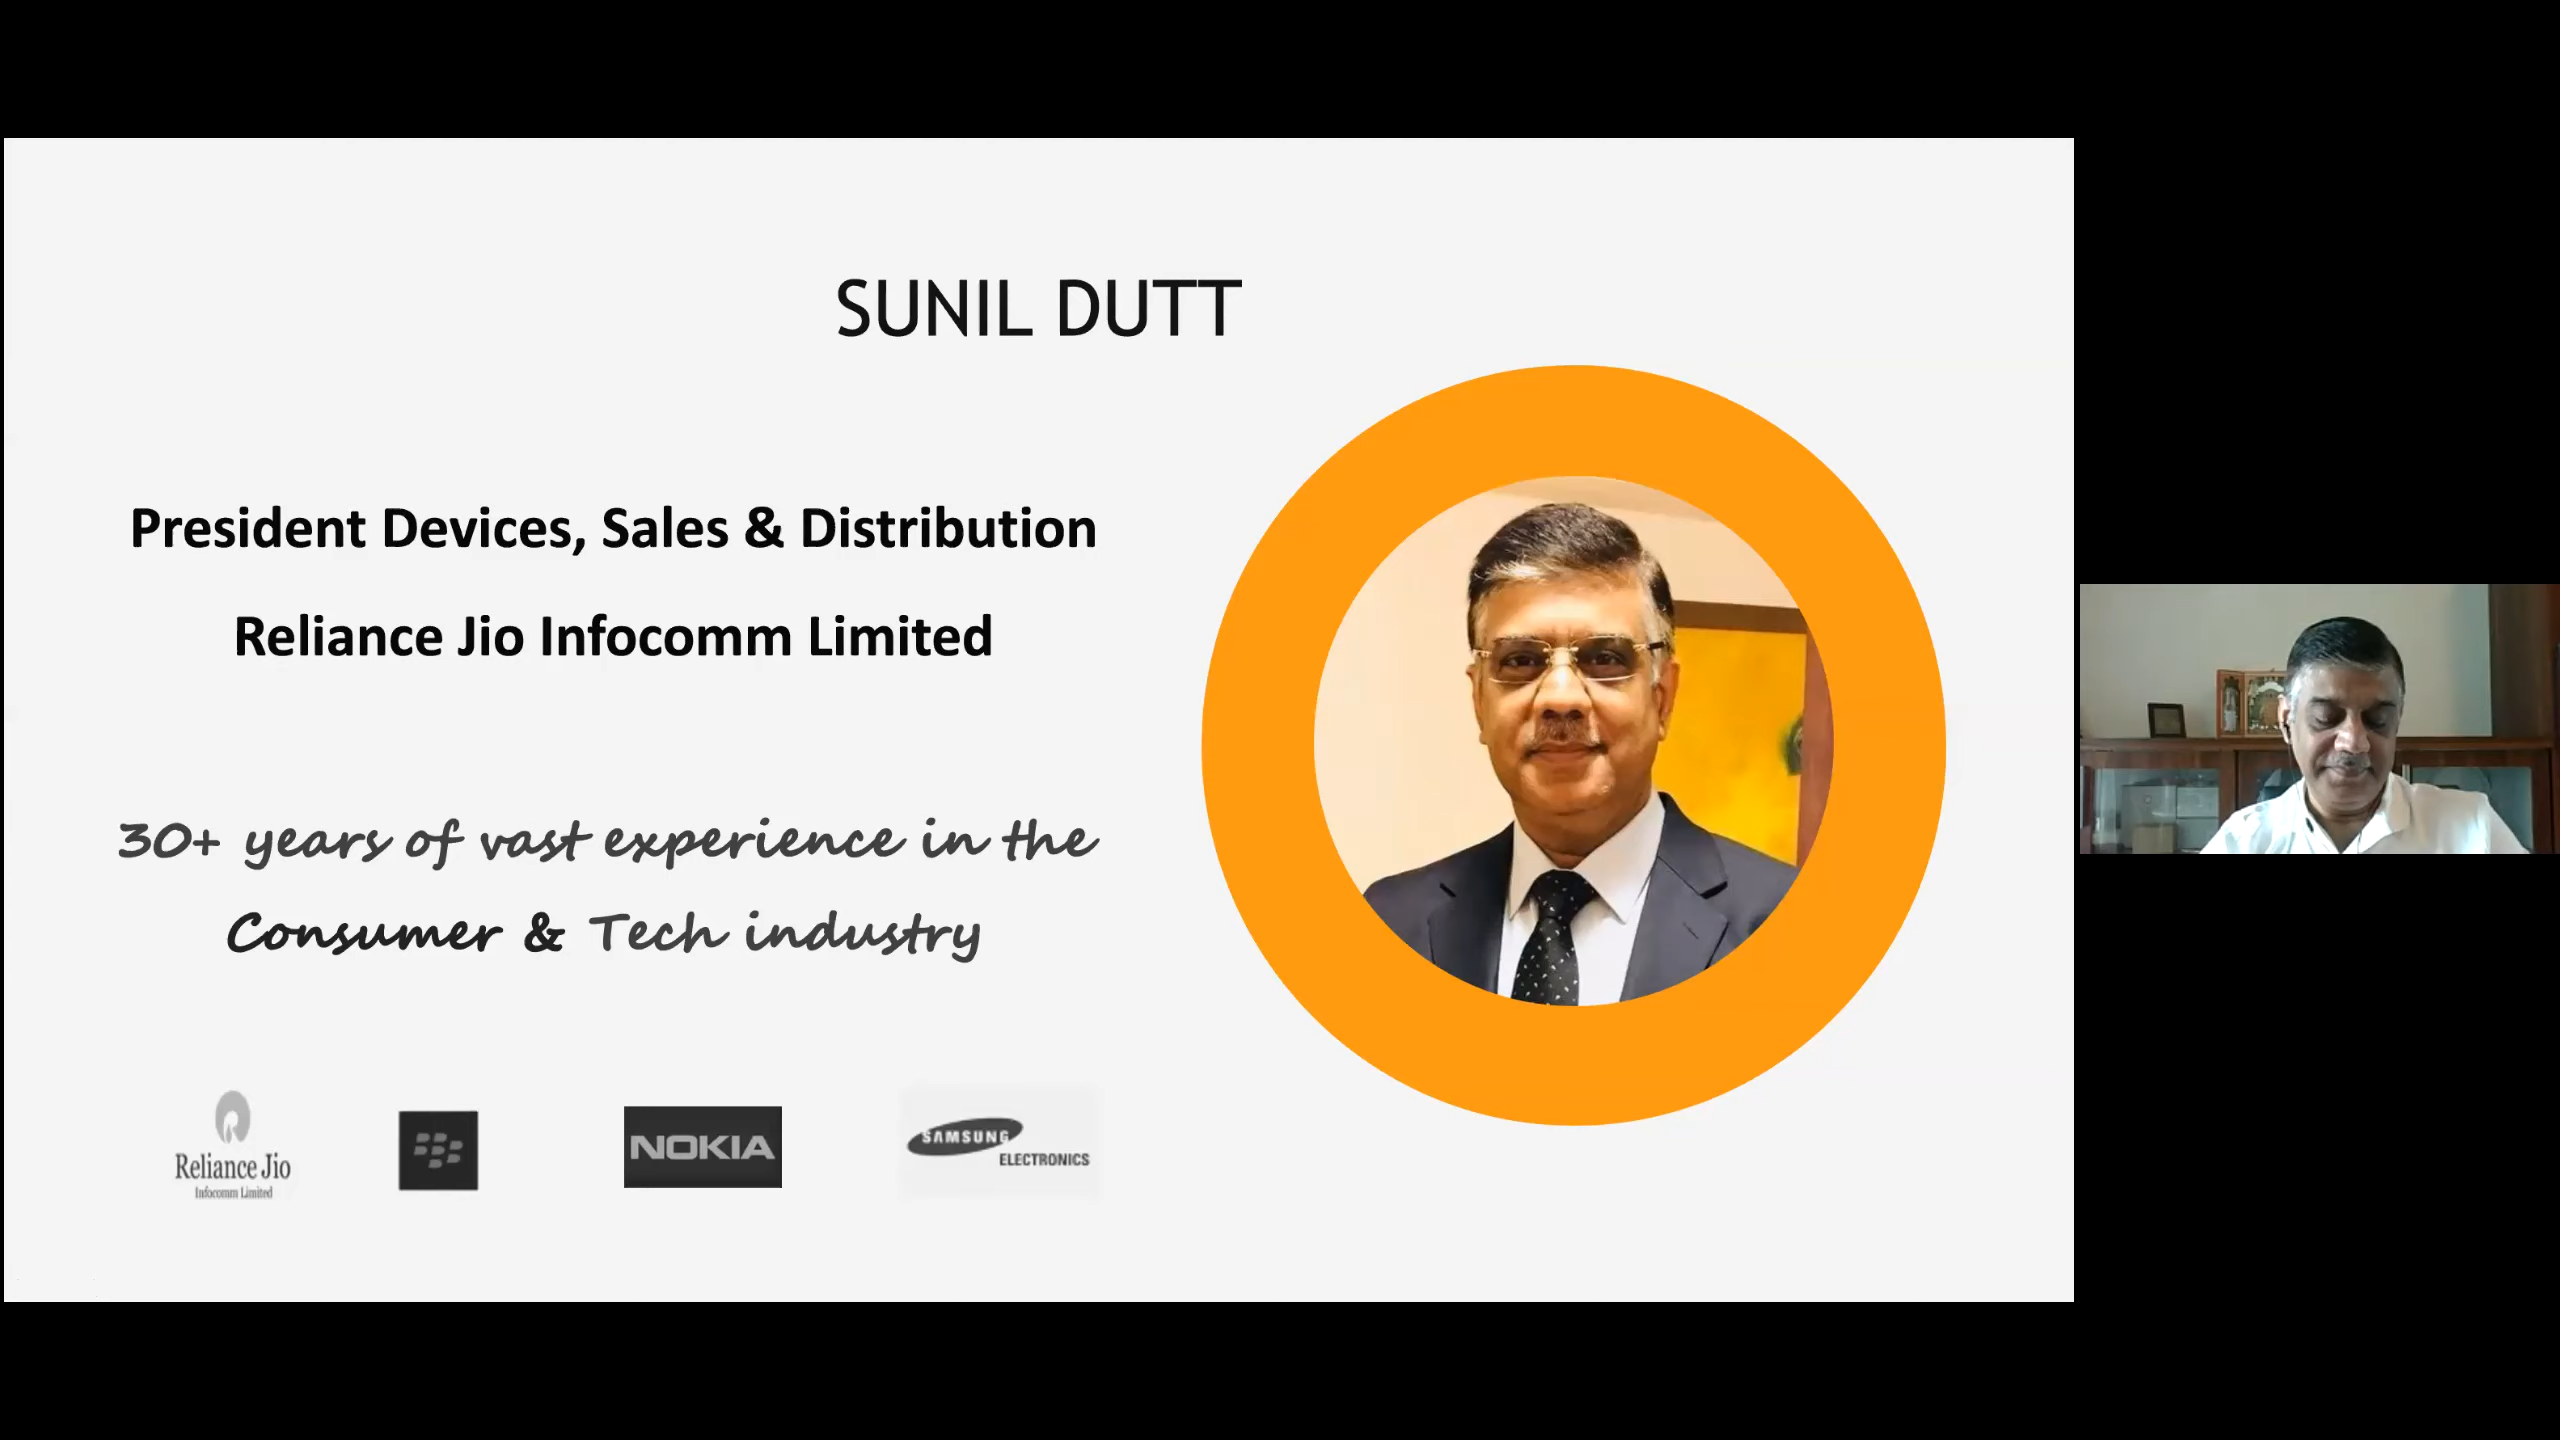 SUNIL DUTT
President Devices, Sales & Distribution
Reliance Jio Infocomm Limited
30+ years of vast experience in the
Consumer & Tech industry
Reliance Jio
Infocomm Limited
NOKIA
SAMSUNG
ELECTRONICS